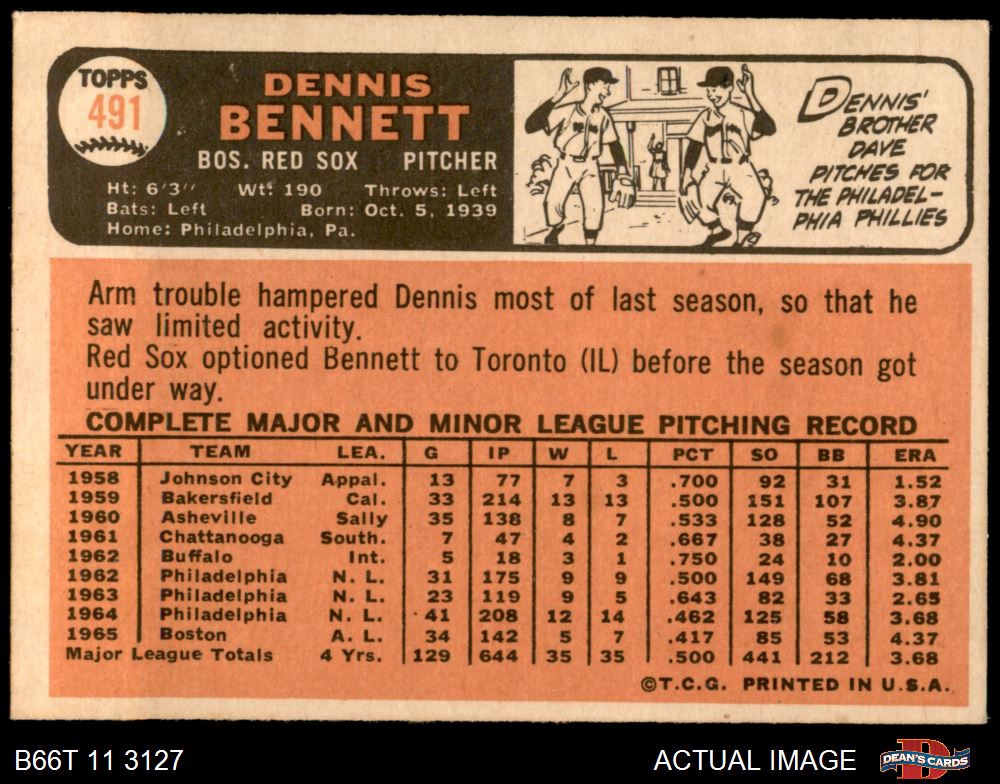 TOPPS
491
DENNIS
BENNETT
BOS. RED SOX PITCHER
Ht: 6'3" Wt: 190 Throws: Left
Bats: Left Born: Oct. 5, 1939
Home: Philadelphia, Pa.
DENNIS'
BROTHER
DAVE
PITCHES FOR
THE PHILADEL-
PHIA PHILLIES
Arm trouble hampered Dennis most of last season, so that he
saw limited activity.
Red Sox optioned Bennett to Toronto (IL) before the season got
under way.
COMPLETE MAJOR AND MINOR LEAGUE PITCHING RECORD
YEAR TEAM LEA. G IP W L PCT SO BB ERA
1958 Johnson City Appal. 13 77 7 3 .700 92 31 1.52
1959 Bakersfield Cal. 33 214 13 13 .500 151 107 3.87
1960 Asheville Sally 35 138 8 7 .533 128 52 4.90
1961 Chattanooga South. 7 47 4 2 .667 38 27 4.37
1962 Buffalo Int. 5 18 3 1 .750 24 10 2.00
1962 Philadelphia N. L. 31 175 9 9 .500 149 68 3.81
1963 Philadelphia N. L. 23 119 9 5 .643 82 33 2.65
1964 Philadelphia N. L. 41 208 12 14 .462 125 58 3.68
1965 Boston A. L. 34 142 5 7 .417 85 53 4.37
Major League Totals 4 Yrs. 129 644 35 35 .500 441 212 3.68
©T.C.G. PRINTED IN U.S.A.
B66T 11 3127 ACTUAL IMAGE
DEAN'S CARDS